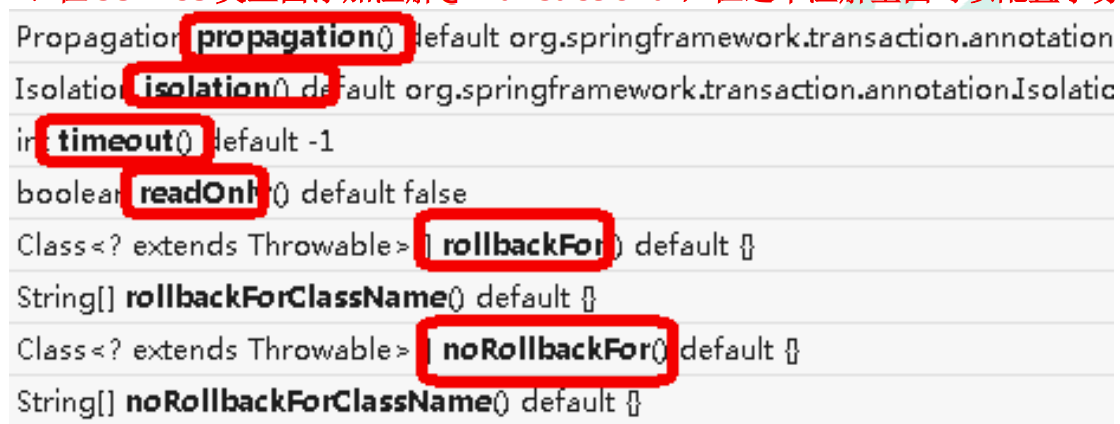 Propagation propagation() default org.springframework.transaction.annotation
Isolation isolation() default org.springframework.transaction.annotation.Isolatio
int timeout() default -1
boolean readOnly() default false
Class<? extends Throwable>[] rollbackFor() default {}
String[] rollbackForClassName() default {}
Class<? extends Throwable>[] noRollbackFor() default {}
String[] noRollbackForClassName() default {}